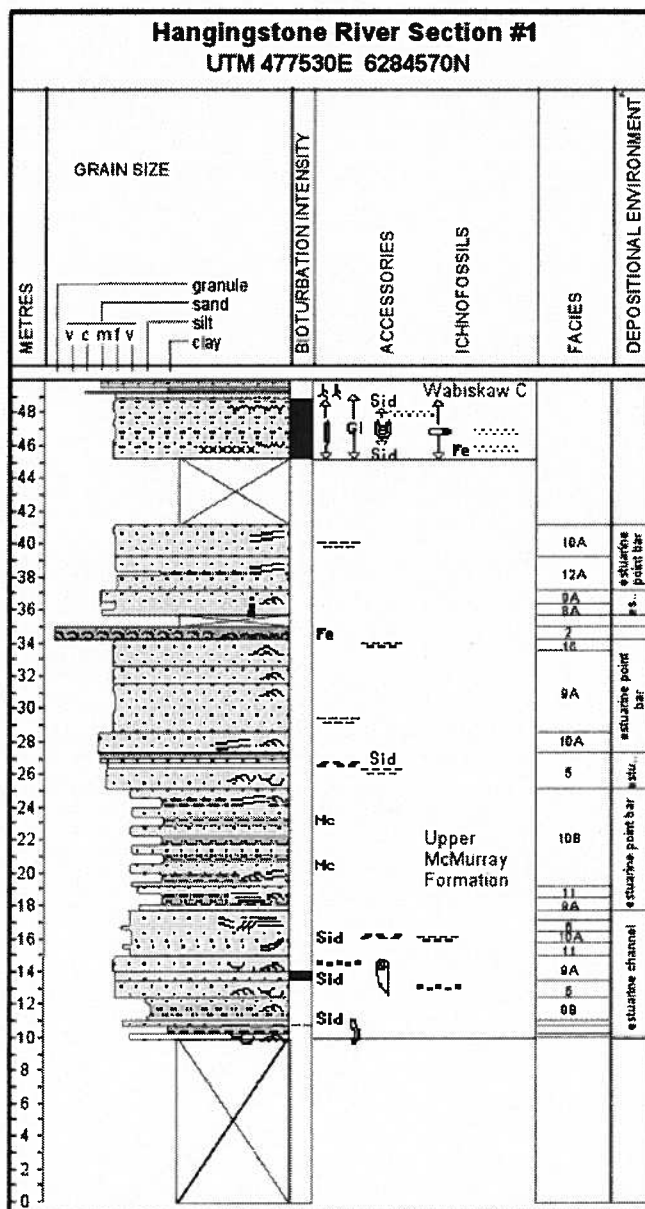 Hangingstone River Section #1
UTM 477530E 6284570N
METRES
GRAIN SIZE
granule
sand
silt
clay
v c m f v
BIOTURBATION INTENSITY
ACCESSORIES
ICHNOFOSSILS
FACIES
DEPOSITIONAL ENVIRONMENT
Sid
Wabiskaw C
48
Gl
46
Sid
Fe
44
42
40
10A
estuarine point bar
38
12A
36
9A
8A
es..
34
Fe
2
32
9A
estuarine point bar
30
28
10A
26
Sid
5
estu..
24
Mc
22
10B
estuarine point bar
20
Mc
Upper
McMurray
Formation
18
11
9A
16
Sid
10A
11
14
Sid
9A
estuarine channel
12
5
Sid
10
8
6
4
2
0